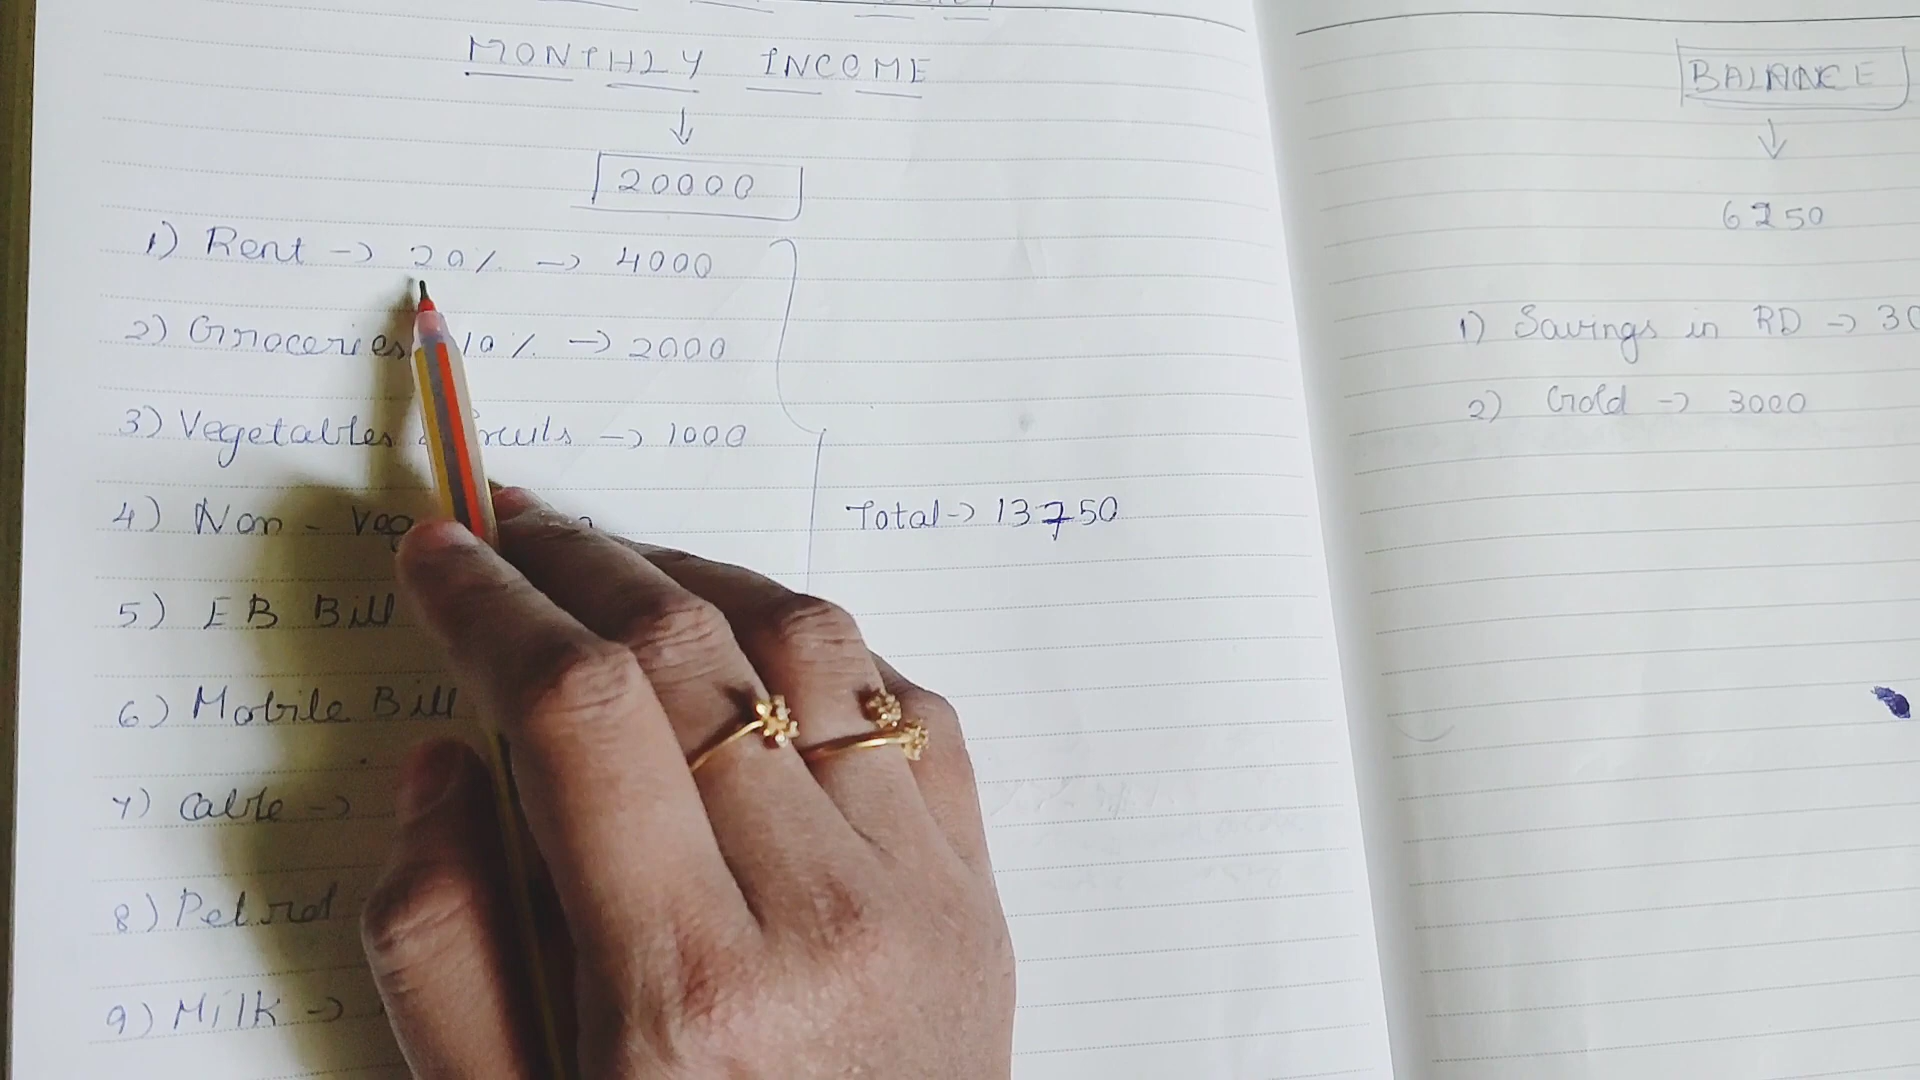 MONTHLY INCOME
↓
20000
1) Rent -> 20% -> 4000
2) Groceries 10% -> 2000
3) Vegetables -> 1000
4) Non - Veg
Total -> 13750
5) EB Bill
6) Mobile Bill
7) Cable ->
8) Petrol
9) Milk ->
BALANCE
↓
6250
1) Savings in RD -> 30
2) Gold -> 3000